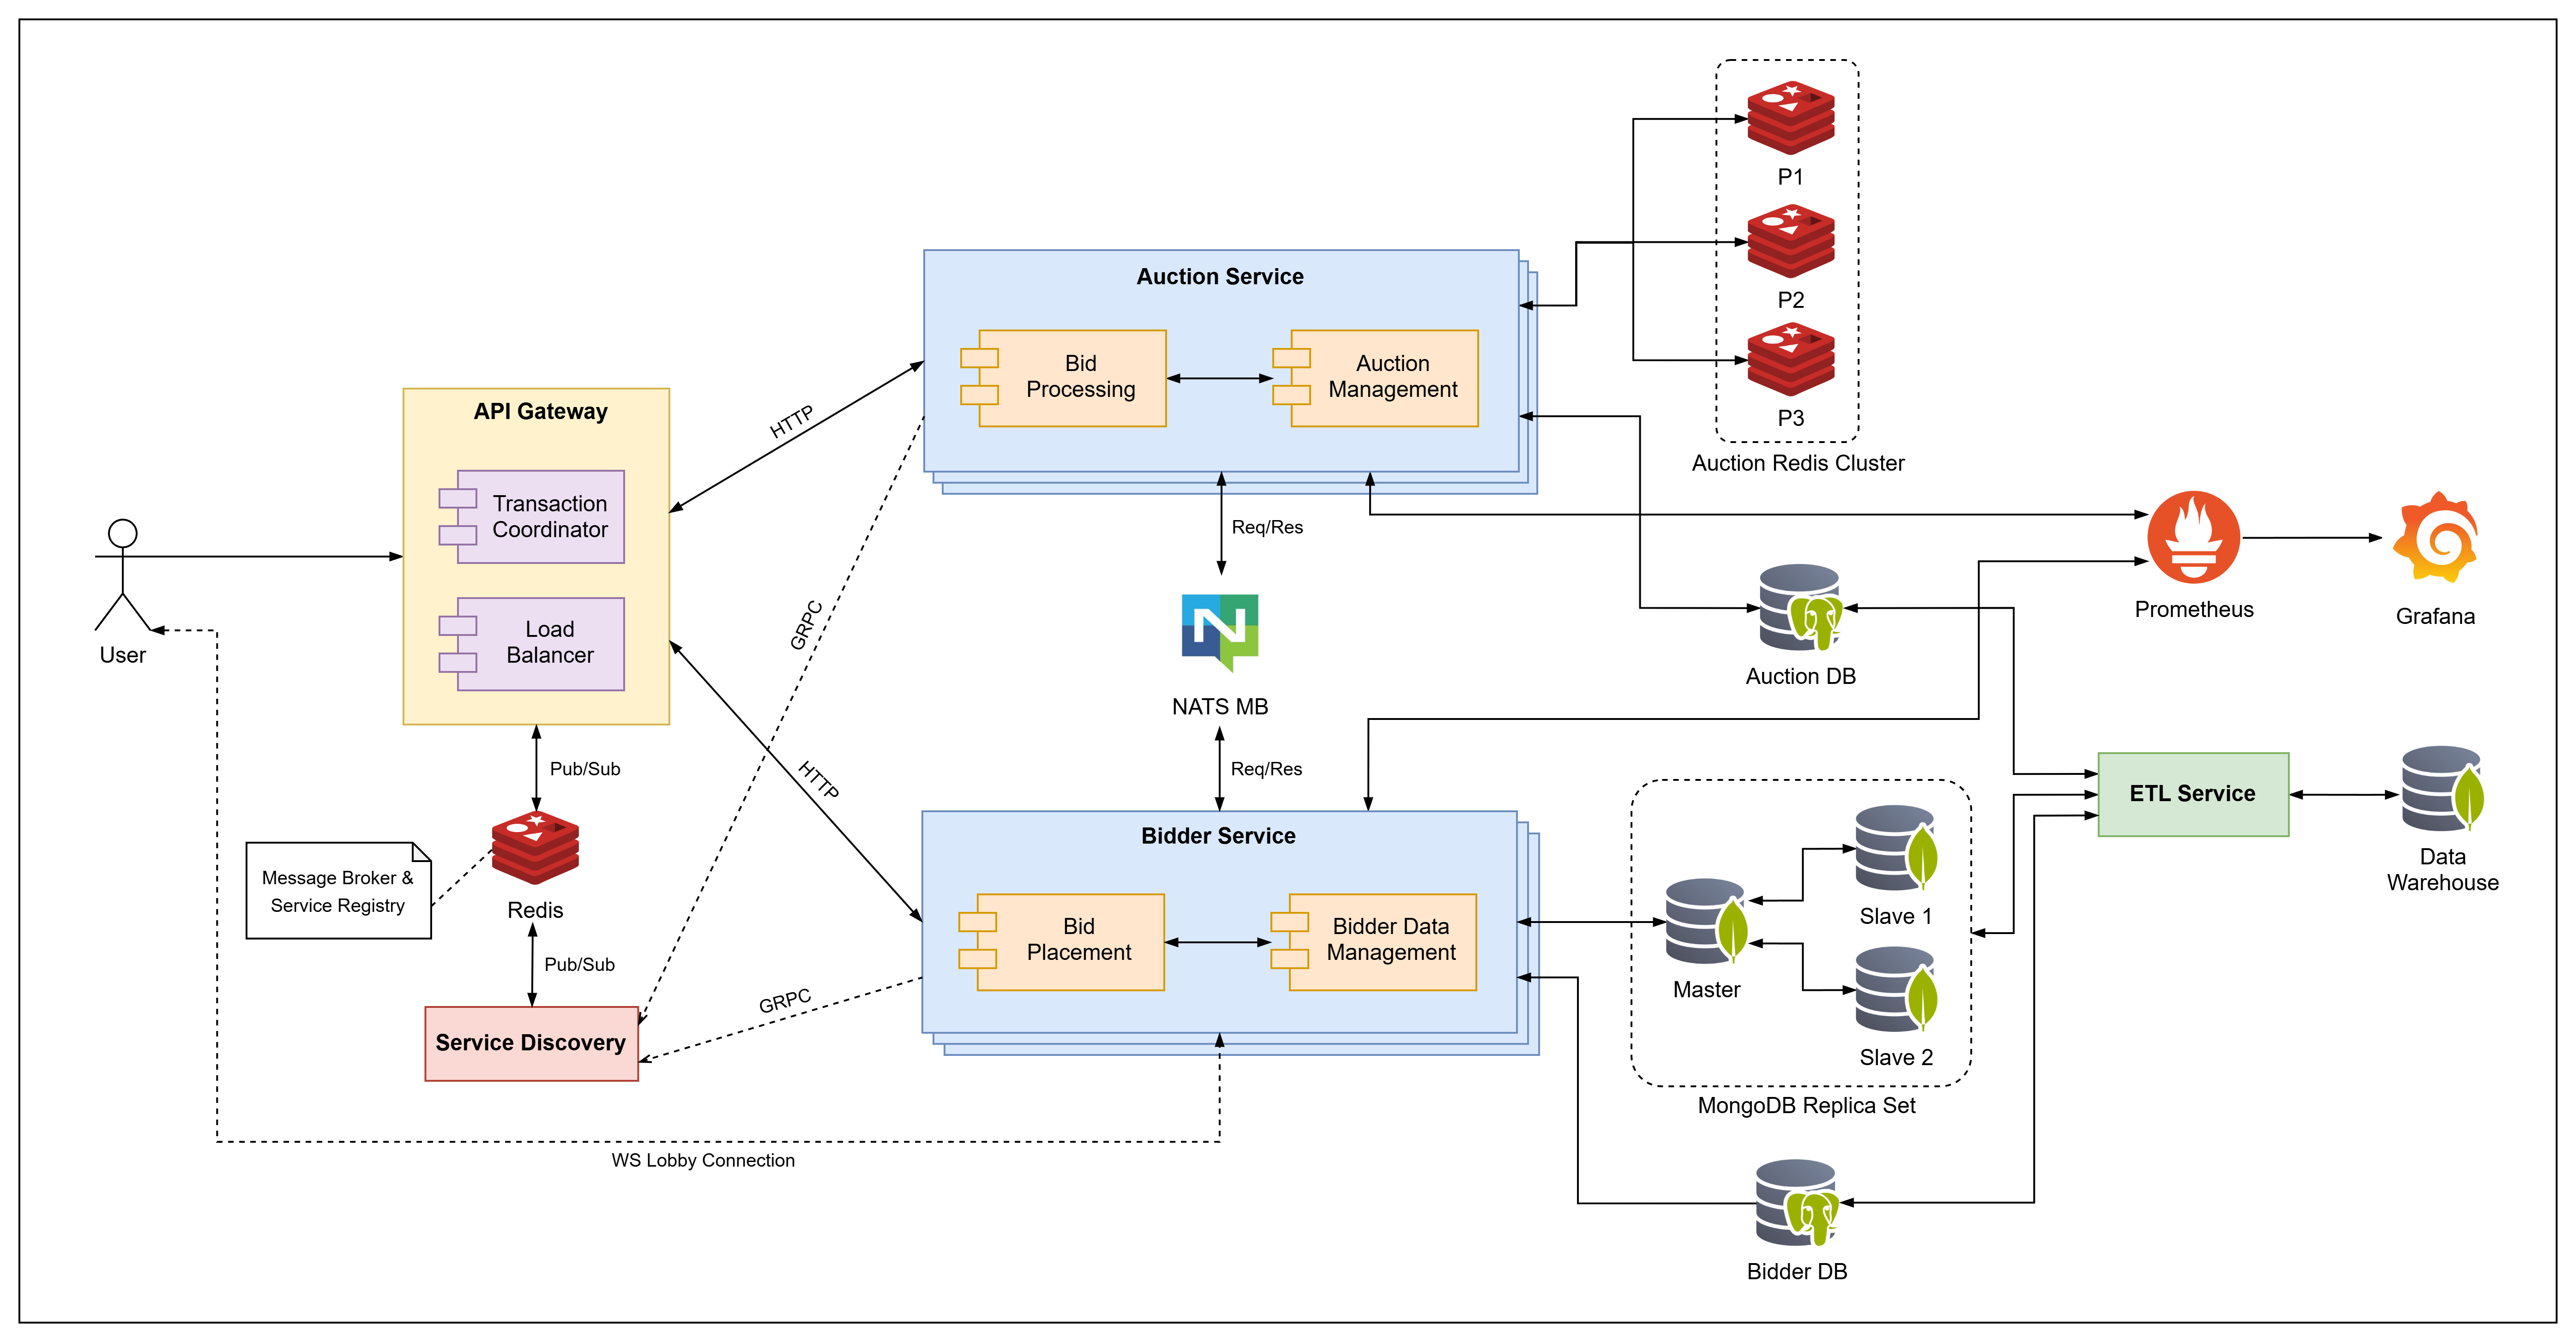 P1
P2
P3
Auction Redis Cluster
Auction Service
Bid
Processing
Auction
Management
API Gateway
Transaction
Coordinator
Load
Balancer
HTTP
GRPC
Req/Res
N
NATS MB
Req/Res
User
Auction DB
Prometheus
Grafana
Pub/Sub
HTTP
Message Broker &
Service Registry
Redis
Pub/Sub
Service Discovery
GRPC
Bidder Service
Bid
Placement
Bidder Data
Management
Master
Slave 1
Slave 2
MongoDB Replica Set
ETL Service
Data
Warehouse
WS Lobby Connection
Bidder DB